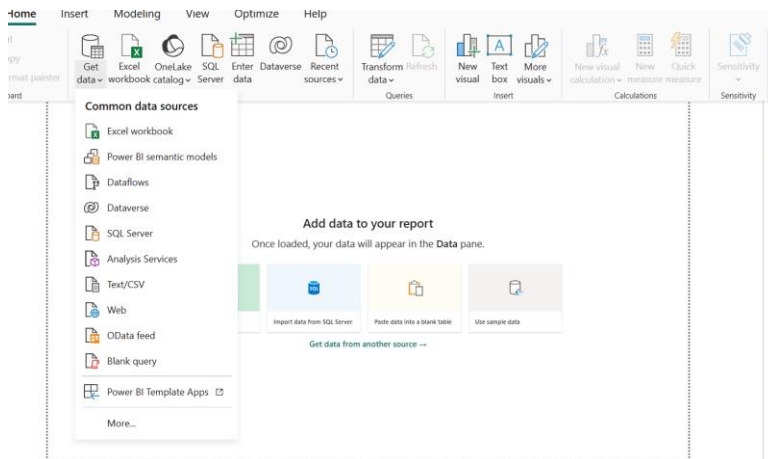 Home Insert Modeling View Optimize Help
Get Excel OneLake SQL Enter Dataverse Recent Transform Refresh New Text More New visual New Quick Sensitivity
data workbook catalog Server data sources data visual box visuals calculation measure measure
format painter
Queries Insert Calculations Sensitivity
Common data sources
Excel workbook
Power BI semantic models
Dataflows
Dataverse
SQL Server
Analysis Services
Text/CSV
Web
OData feed
Blank query
Power BI Template Apps
More...
Add data to your report
Once loaded, your data will appear in the Data pane.
SQL
Import data from SQL Server Paste data into a blank table Use sample data
Get data from another source →